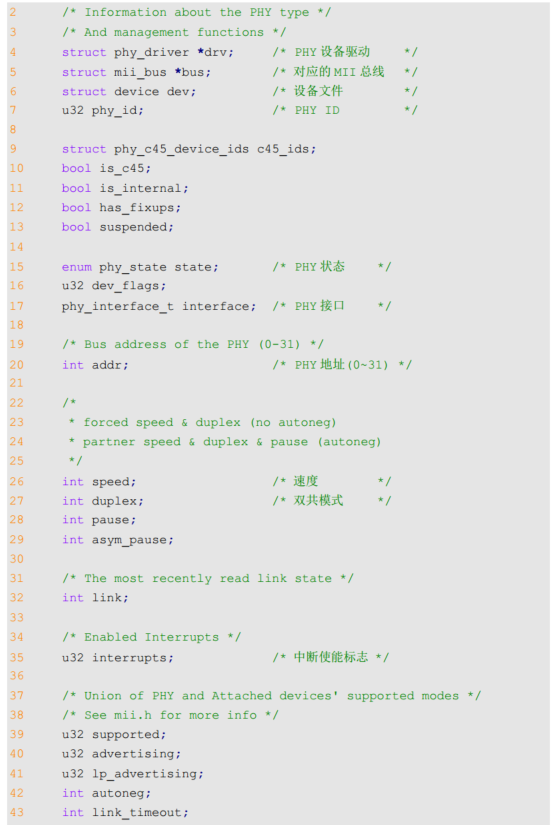 2 /* Information about the PHY type */
3 /* And management functions */
4 struct phy_driver *drv; /* PHY 设备驱动 */
5 struct mii_bus *bus; /* 对应的 MII 总线 */
6 struct device dev; /* 设备文件 */
7 u32 phy_id; /* PHY ID */
8
9 struct phy_c45_device_ids c45_ids;
10 bool is_c45;
11 bool is_internal;
12 bool has_fixups;
13 bool suspended;
14
15 enum phy_state state; /* PHY 状态 */
16 u32 dev_flags;
17 phy_interface_t interface; /* PHY 接口 */
18
19 /* Bus address of the PHY (0-31) */
20 int addr; /* PHY 地址(0~31) */
21
22 /*
23 * forced speed & duplex (no autoneg)
24 * partner speed & duplex & pause (autoneg)
25 */
26 int speed; /* 速度 */
27 int duplex; /* 双共模式 */
28 int pause;
29 int asym_pause;
30
31 /* The most recently read link state */
32 int link;
33
34 /* Enabled Interrupts */
35 u32 interrupts; /* 中断使能标志 */
36
37 /* Union of PHY and Attached devices' supported modes */
38 /* See mii.h for more info */
39 u32 supported;
40 u32 advertising;
41 u32 lp_advertising;
42 int autoneg;
43 int link_timeout;